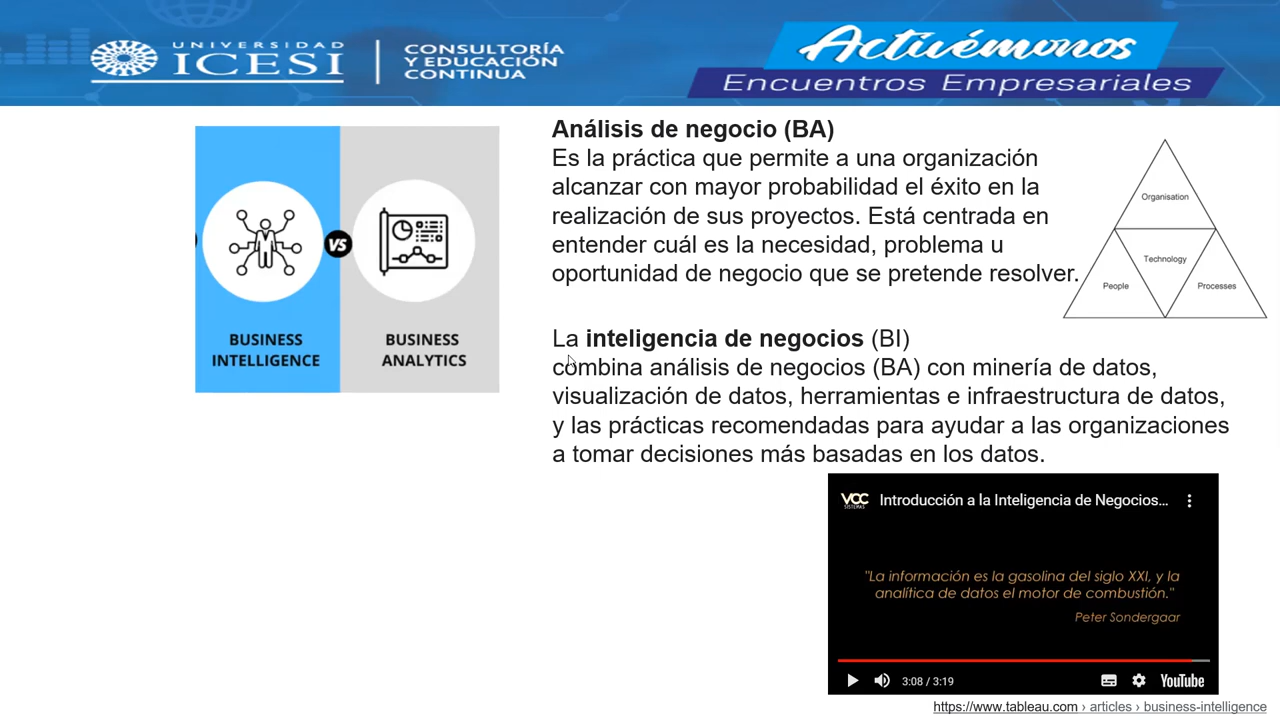 UNIVERSIDAD
ICESI
CONSULTORÍA
Y EDUCACIÓN
CONTINUA
Activémonos
Encuentros Empresariales
VS
BUSINESS
INTELLIGENCE
BUSINESS
ANALYTICS
Análisis de negocio (BA)
Es la práctica que permite a una organización
alcanzar con mayor probabilidad el éxito en la
realización de sus proyectos. Está centrada en
entender cuál es la necesidad, problema u
oportunidad de negocio que se pretende resolver.
Organisation
Technology
People
Processes
La inteligencia de negocios (BI)
combina análisis de negocios (BA) con minería de datos,
visualización de datos, herramientas e infraestructura de datos,
y las prácticas recomendadas para ayudar a las organizaciones
a tomar decisiones más basadas en los datos.
VOC
SISTEMAS
Introducción a la Inteligencia de Negocios...
"La información es la gasolina del siglo XXI, y la
analítica de datos el motor de combustión."
Peter Sondergaar
3:08 / 3:19
YouTube
https://www.tableau.com › articles › business-intelligence